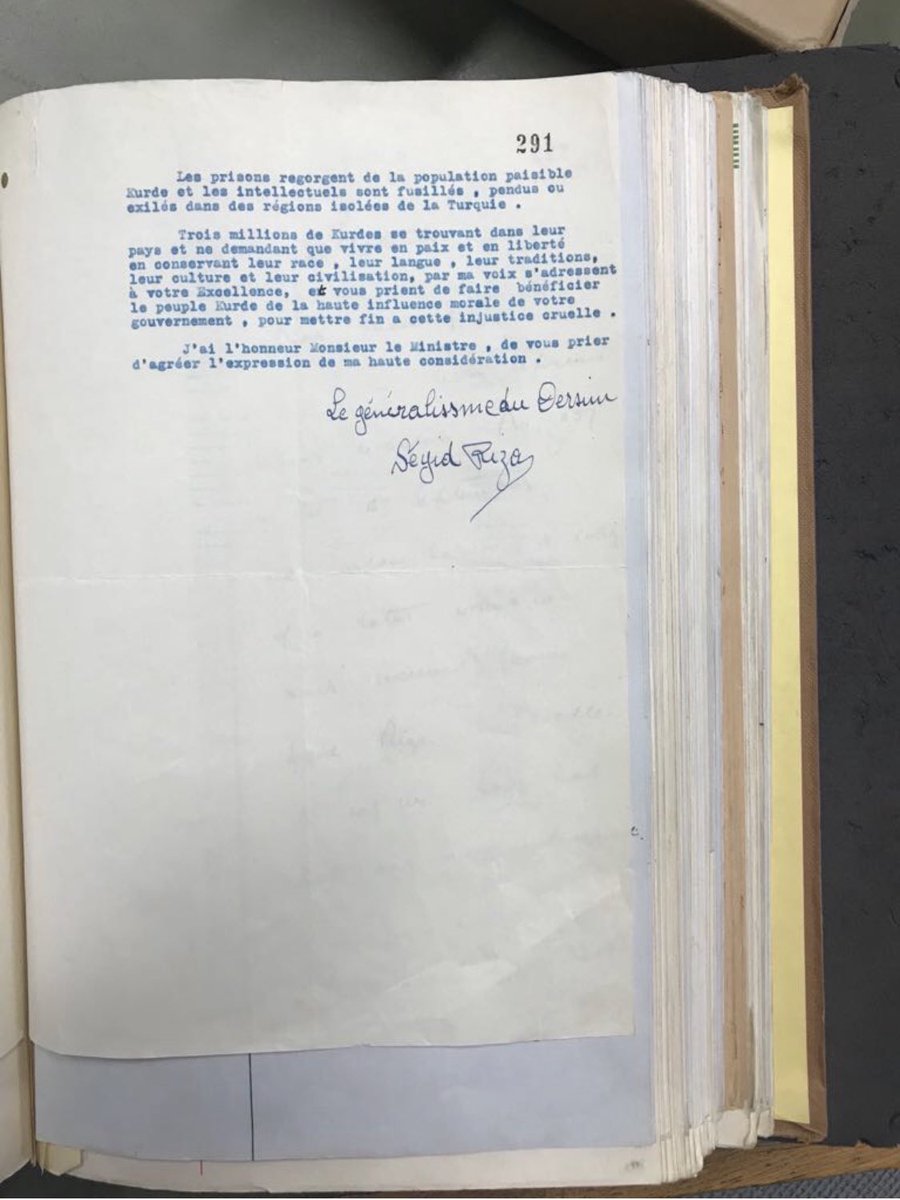 291
Les prisons regorgent de la population paisible
Kurde et les intellectuels sont fusillés , pendus ou
exilés dans des régions isolées de la Turquie .
Trois millions de Kurdes se trouvant dans leur
pays et ne demandant que vivre en paix et en liberté
en conservant leur race , leur langue , leur traditions,
leur culture et leur civilisation, par ma voix s'adressent
à votre Excellence, et vous prient de faire bénéficier
le peuple Kurde de la haute influence morale de votre
gouvernement , pour mettre fin a cette injustice cruelle .
J'ai l'honneur Monsieur le Ministre , de vous prier
d'agréer l'expression de ma haute considération .
Le généralissme du Dersim
Séyid Riza